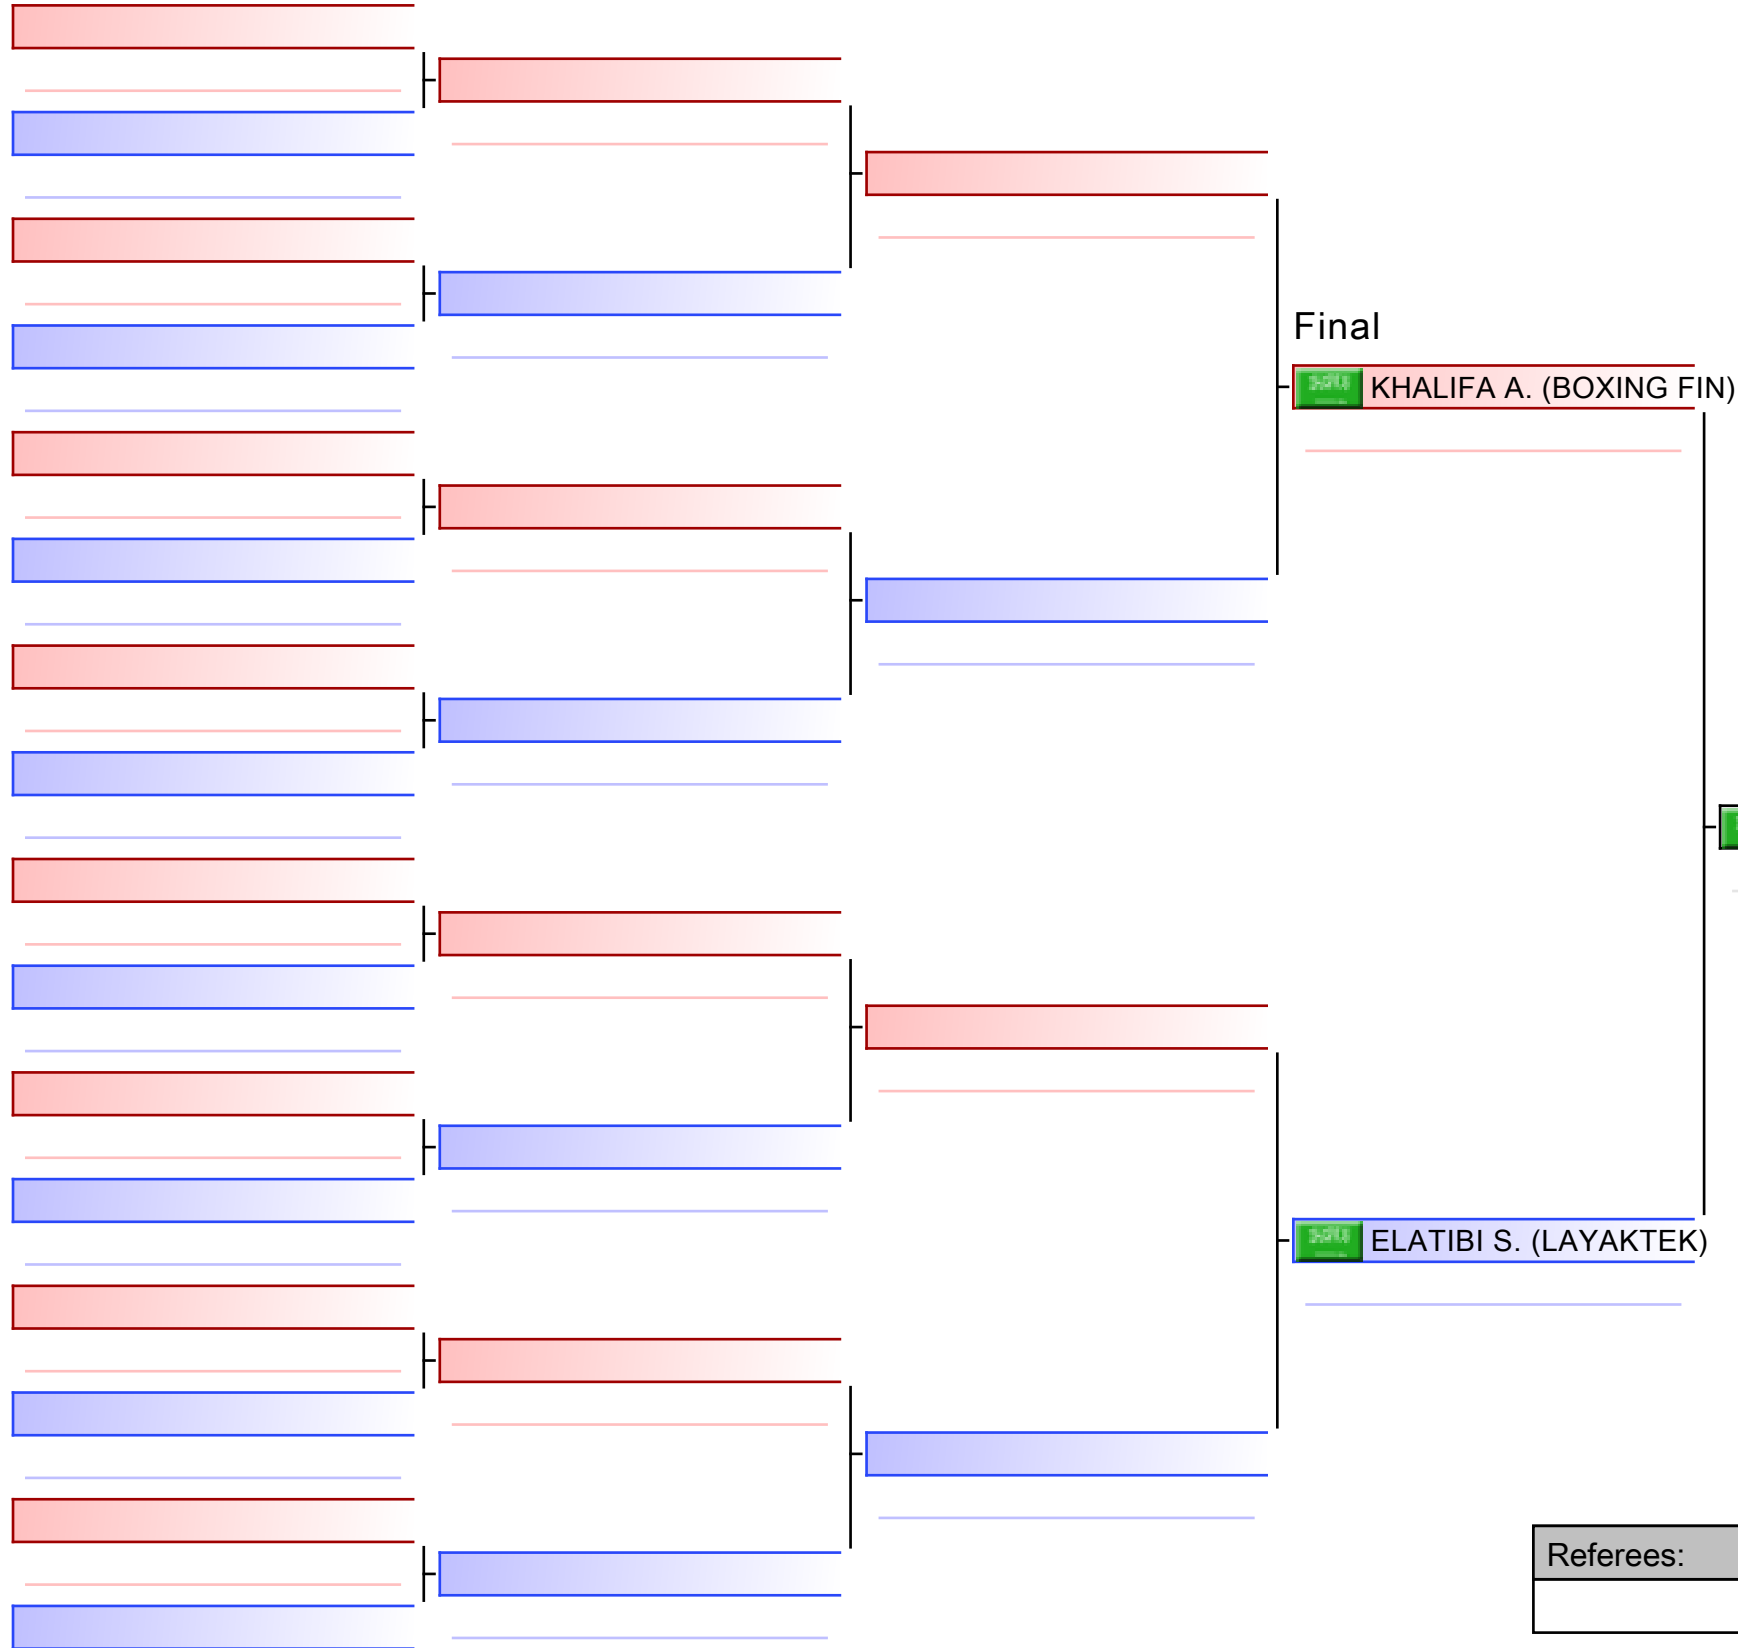 Final
KHALIFA A. (BOXING FIN)
ELATIBI S. (LAYAKTEK)
Referees: